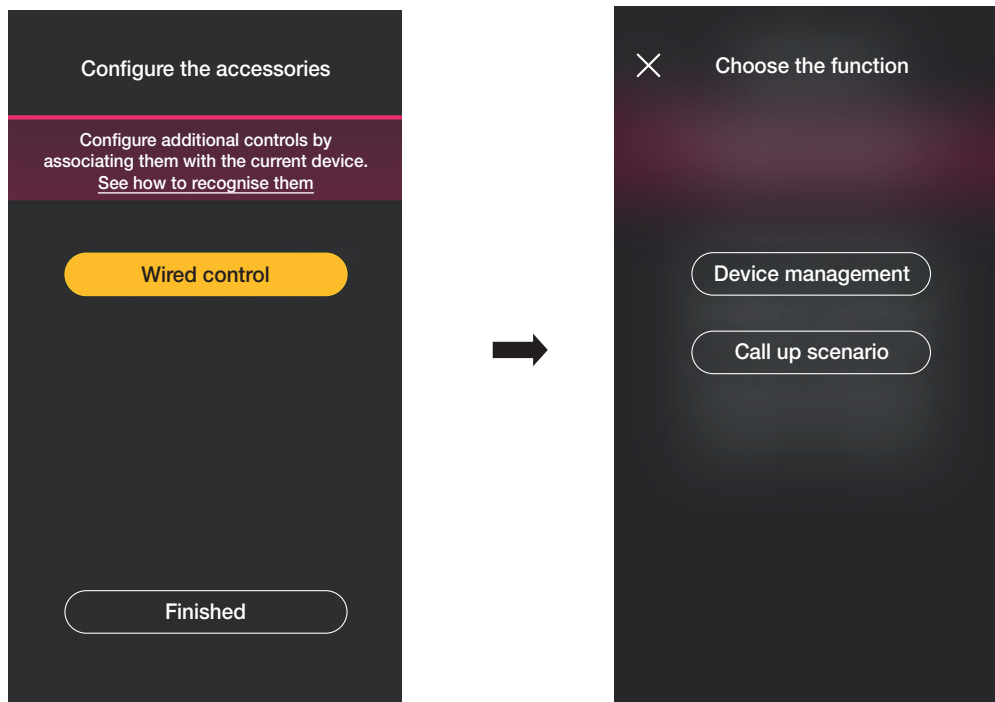 Configure the accessories
Configure additional controls by
associating them with the current device.
See how to recognise them
Wired control
Finished
Choose the function
Device management
Call up scenario